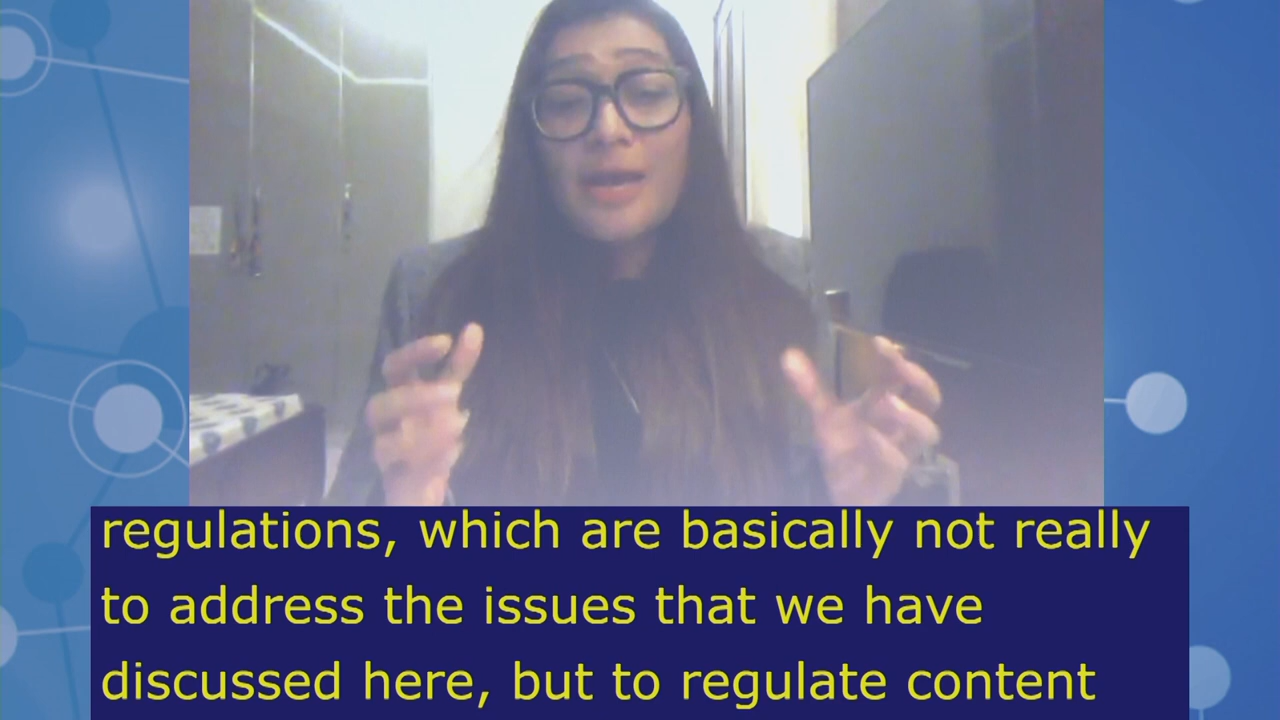 regulations, which are basically not really
to address the issues that we have
discussed here, but to regulate content